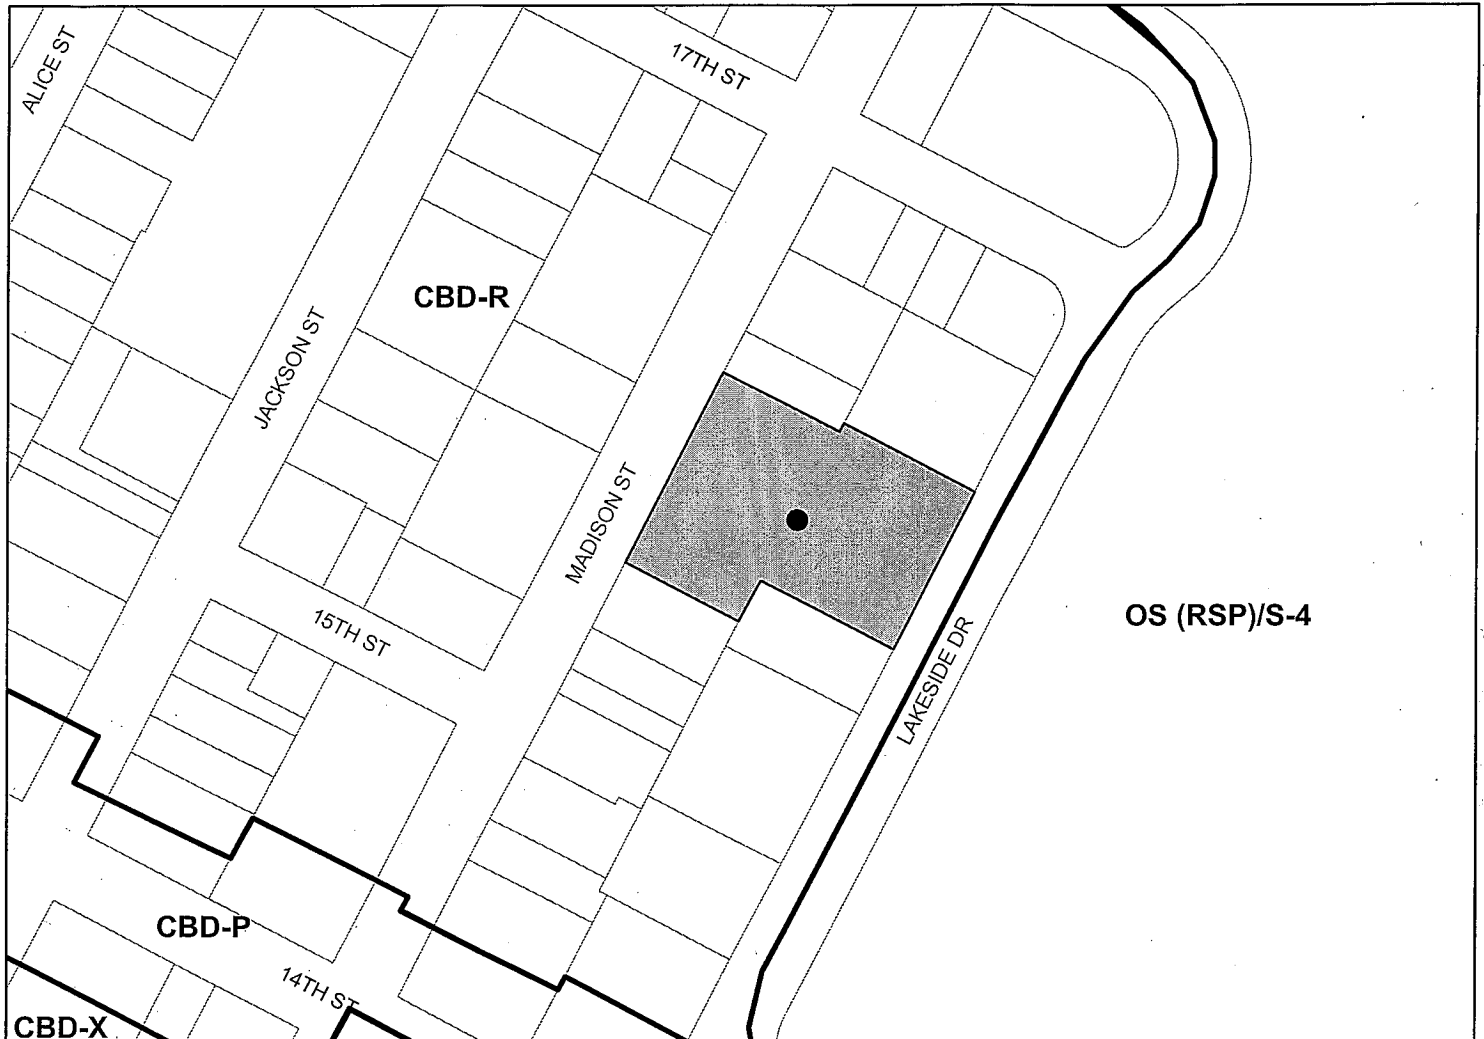 17TH ST
ALICE ST
CBD-R
JACKSON ST
MADISON ST
15TH ST
OS (RSP)/S-4
LAKESIDE DR
CBD-P
14TH ST
CBD-X